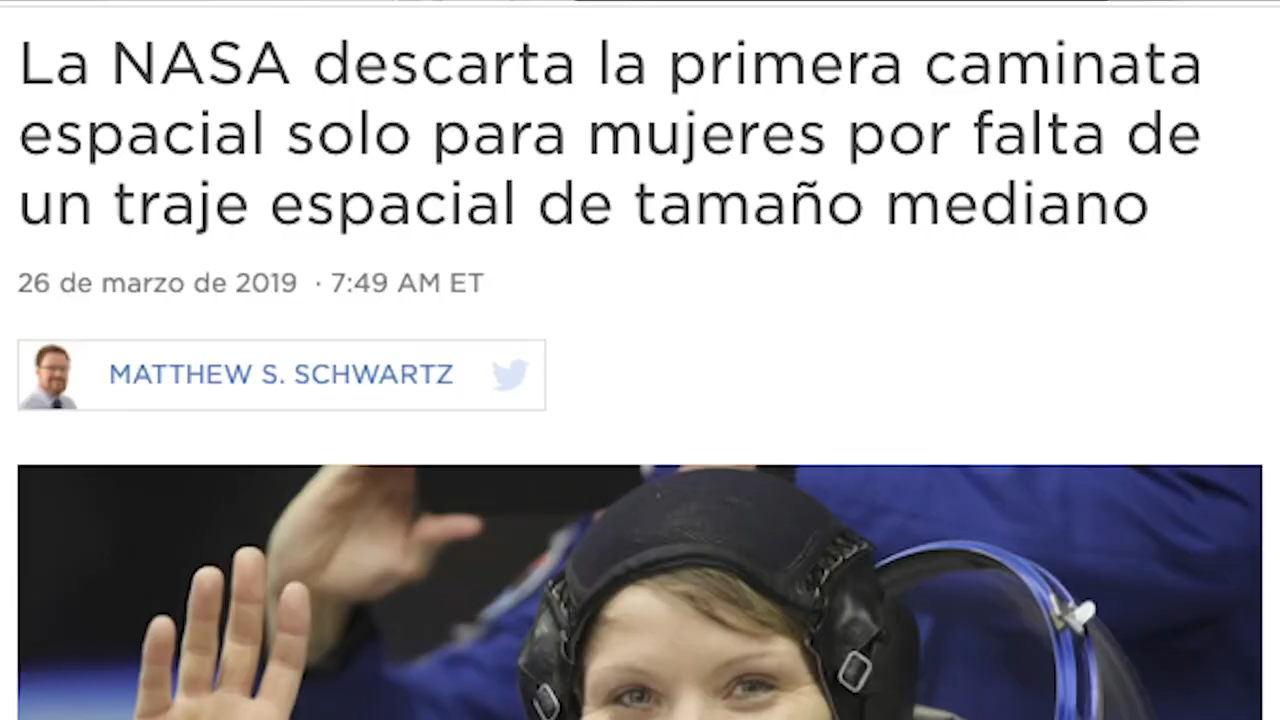 La NASA descarta la primera caminata
espacial solo para mujeres por falta de
un traje espacial de tamaño mediano
26 de marzo de 2019 · 7:49 AM ET
MATTHEW S. SCHWARTZ